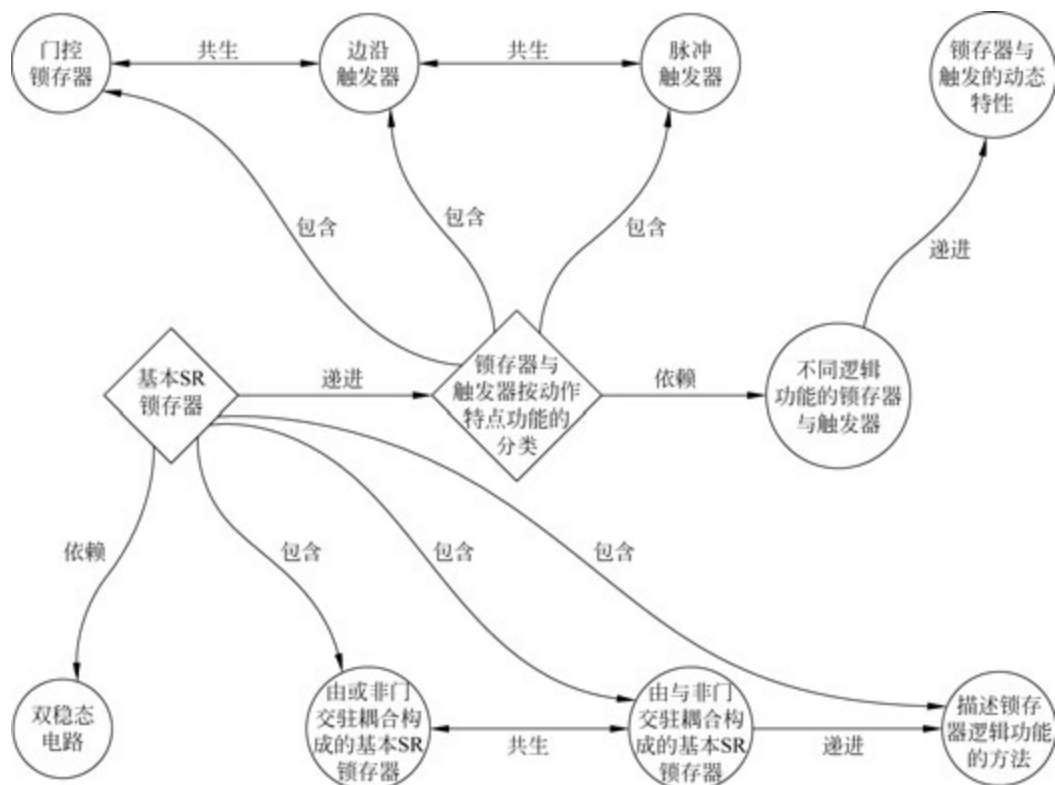 门控
锁存器
共生
边沿
触发器
共生
脉冲
触发器
锁存器与
触发的动态
特性
包含
包含
包含
递进
基本SR
锁存器
递进
锁存器与
触发器按动作
特点功能的
分类
依赖
不同逻辑
功能的锁存器
与触发器
依赖
包含
包含
包含
双稳态
电路
由或非门
交驻耦合构
成的基本SR
锁存器
共生
由与非门
交驻耦合构
成的基本SR
锁存器
递进
描述锁存
器逻辑功能
的方法